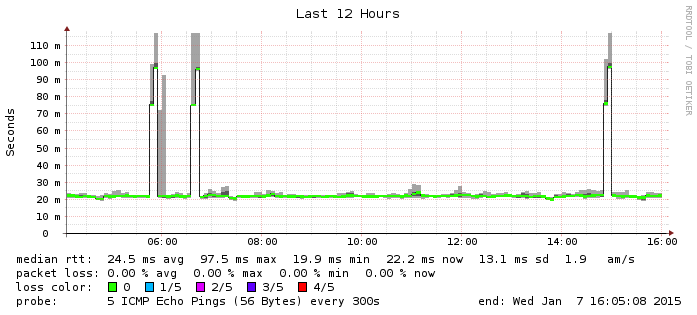 Last 12 Hours
RRDTOOL / TOBI OETIKER
Seconds
110 m
100 m
90 m
80 m
70 m
60 m
50 m
40 m
30 m
20 m
10 m
0
06:00 08:00 10:00 12:00 14:00 16:00
median rtt: 24.5 ms avg 97.5 ms max 19.9 ms min 22.2 ms now 13.1 ms sd 1.9 am/s
packet loss: 0.00 % avg 0.00 % max 0.00 % min 0.00 % now
loss color: 0 1/5 2/5 3/5 4/5
probe: 5 ICMP Echo Pings (56 Bytes) every 300s end: Wed Jan 7 16:05:08 2015